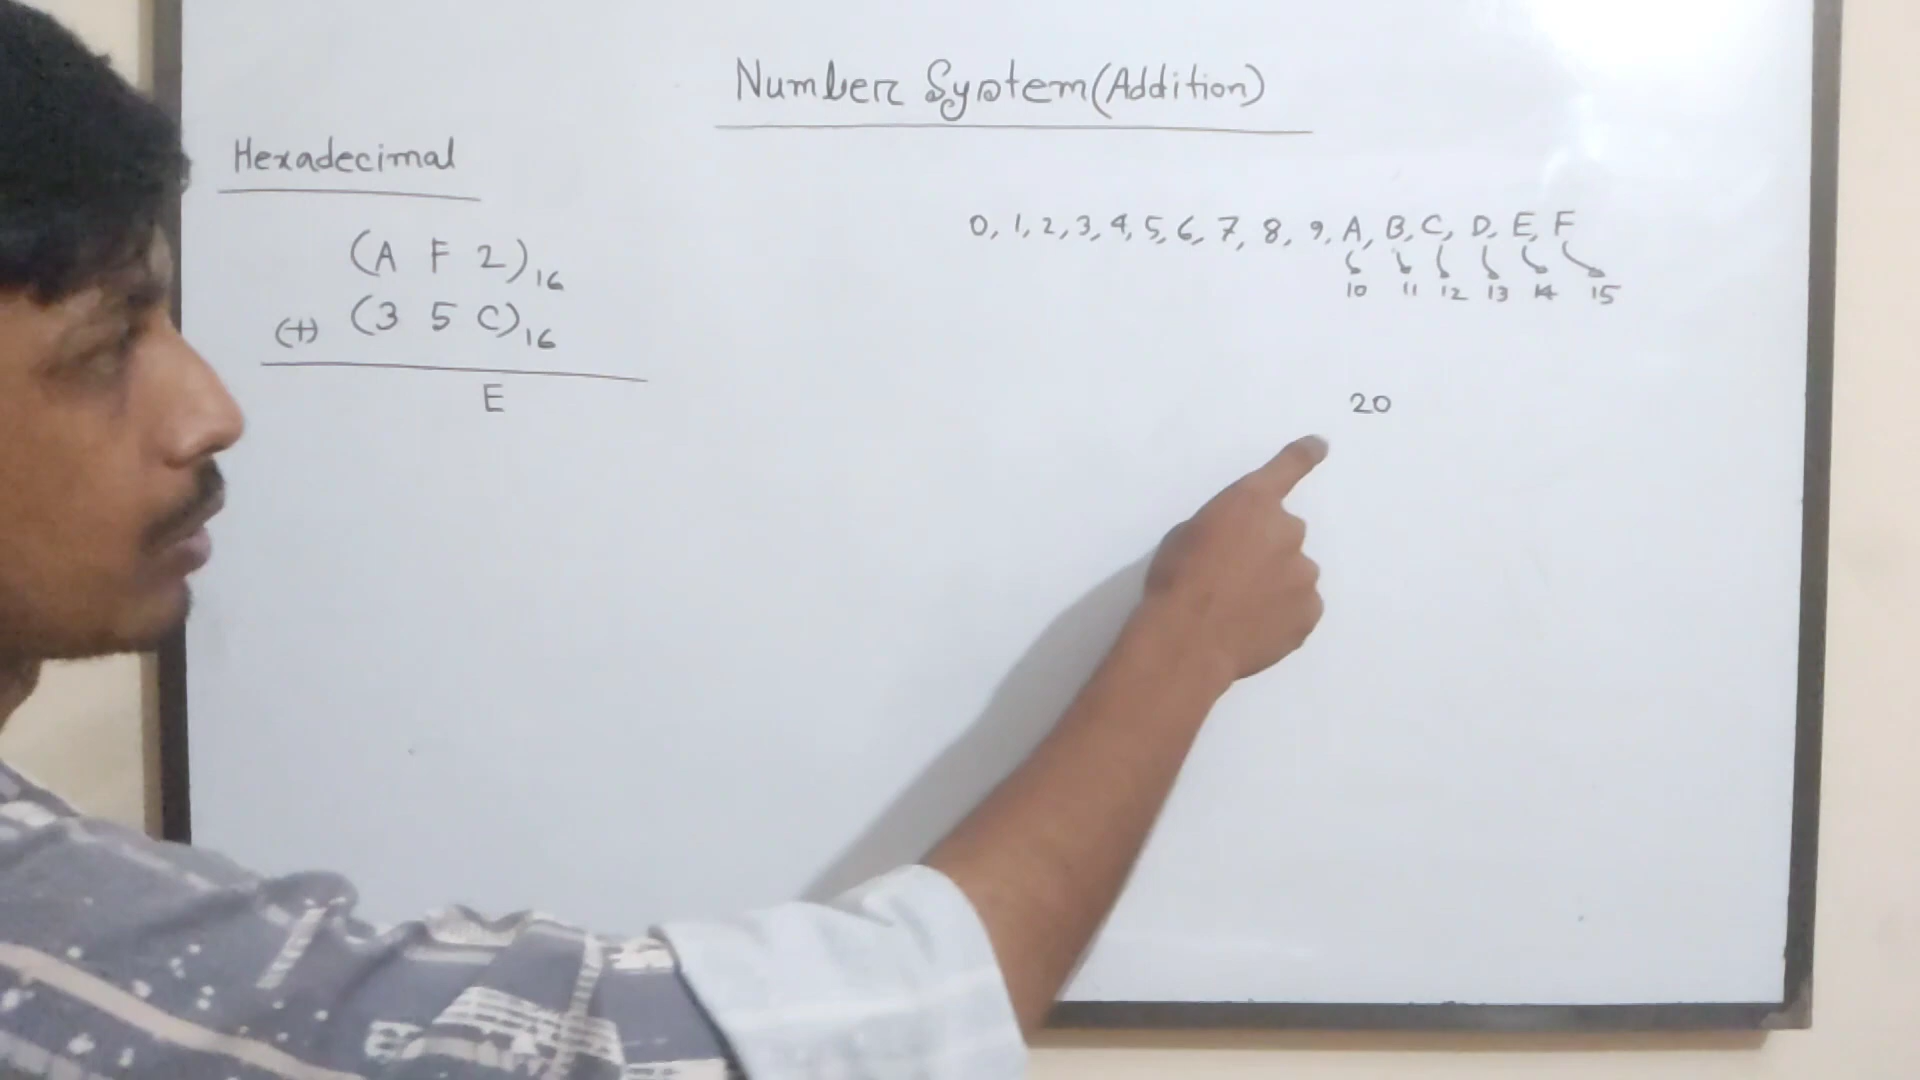 Number System(Addition)
Hexadecimal
0, 1, 2, 3, 4, 5, 6, 7, 8, 9, A, B, C, D, E, F
10 11 12 13 14 15
(A F 2)16
(+) (3 5 C)16
E
20